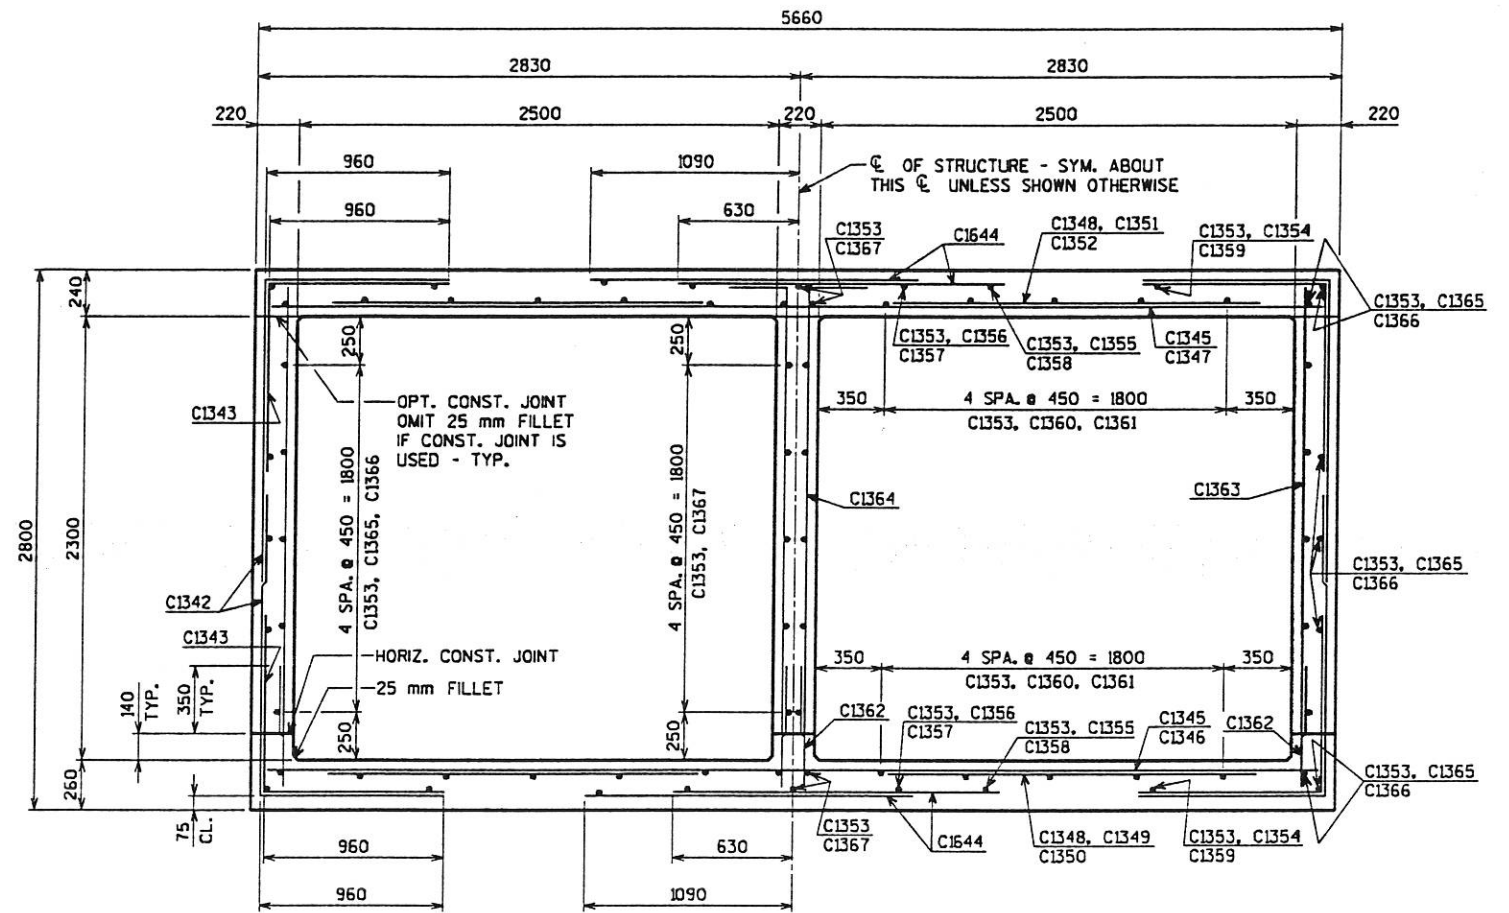 5660
2830
2830
220
2500
220
2500
220
960
1090
℄ OF STRUCTURE - SYM. ABOUT
THIS ℄ UNLESS SHOWN OTHERWISE
960
630
C1353
C1367
C1644
C1348, C1351
C1352
C1353, C1354
C1359
240
C1353, C1365
C1366
250
250
C1353, C1356
C1357
C1353, C1355
C1358
C1345
C1347
C1343
OPT. CONST. JOINT
OMIT 25 mm FILLET
IF CONST. JOINT IS
USED - TYP.
350
4 SPA. @ 450 = 1800
350
C1353, C1360, C1361
4 SPA. @ 450 = 1800
C1353, C1365, C1366
4 SPA. @ 450 = 1800
C1353, C1367
C1364
C1363
2800
2300
C1353, C1365
C1366
C1342
C1343
HORIZ. CONST. JOINT
25 mm FILLET
350
4 SPA. @ 450 = 1800
350
C1353, C1360, C1361
140
TYP.
350
TYP.
250
250
C1362
C1353, C1356
C1357
C1353, C1355
C1358
C1345
C1346
C1362
260
C1353, C1365
C1366
75
CL.
960
630
C1353
C1367
C1644
C1348, C1349
C1350
C1353, C1354
C1359
960
1090